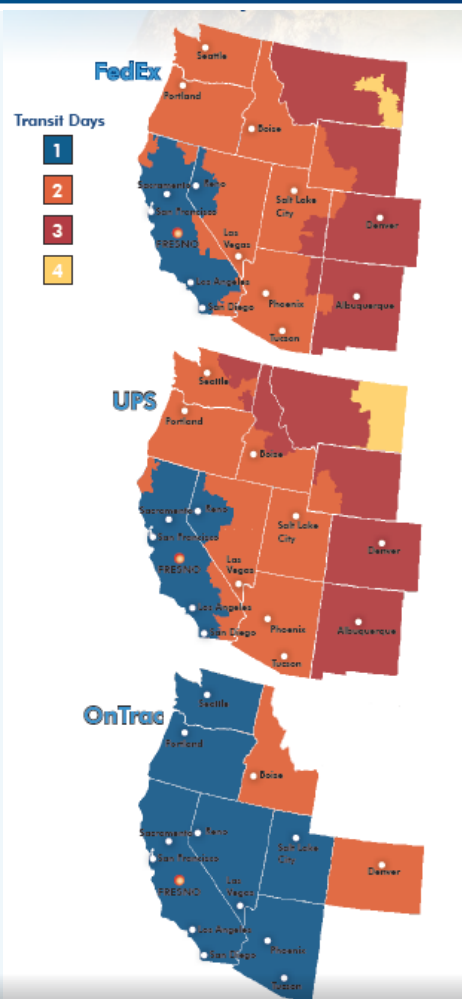 FedEx
Transit Days
1
2
3
4
Seattle
Portland
Boise
Sacramento
Reno
San Francisco
Salt Lake
City
FRESNO
Las
Vegas
Denver
Los Angeles
San Diego
Phoenix
Albuquerque
Tucson
UPS
Seattle
Portland
Boise
Sacramento
Reno
San Francisco
Salt Lake
City
FRESNO
Las
Vegas
Denver
Los Angeles
San Diego
Phoenix
Albuquerque
Tucson
OnTrac
Seattle
Portland
Boise
Sacramento
Reno
San Francisco
Salt Lake
City
FRESNO
Las
Vegas
Denver
Los Angeles
San Diego
Phoenix
Tucson